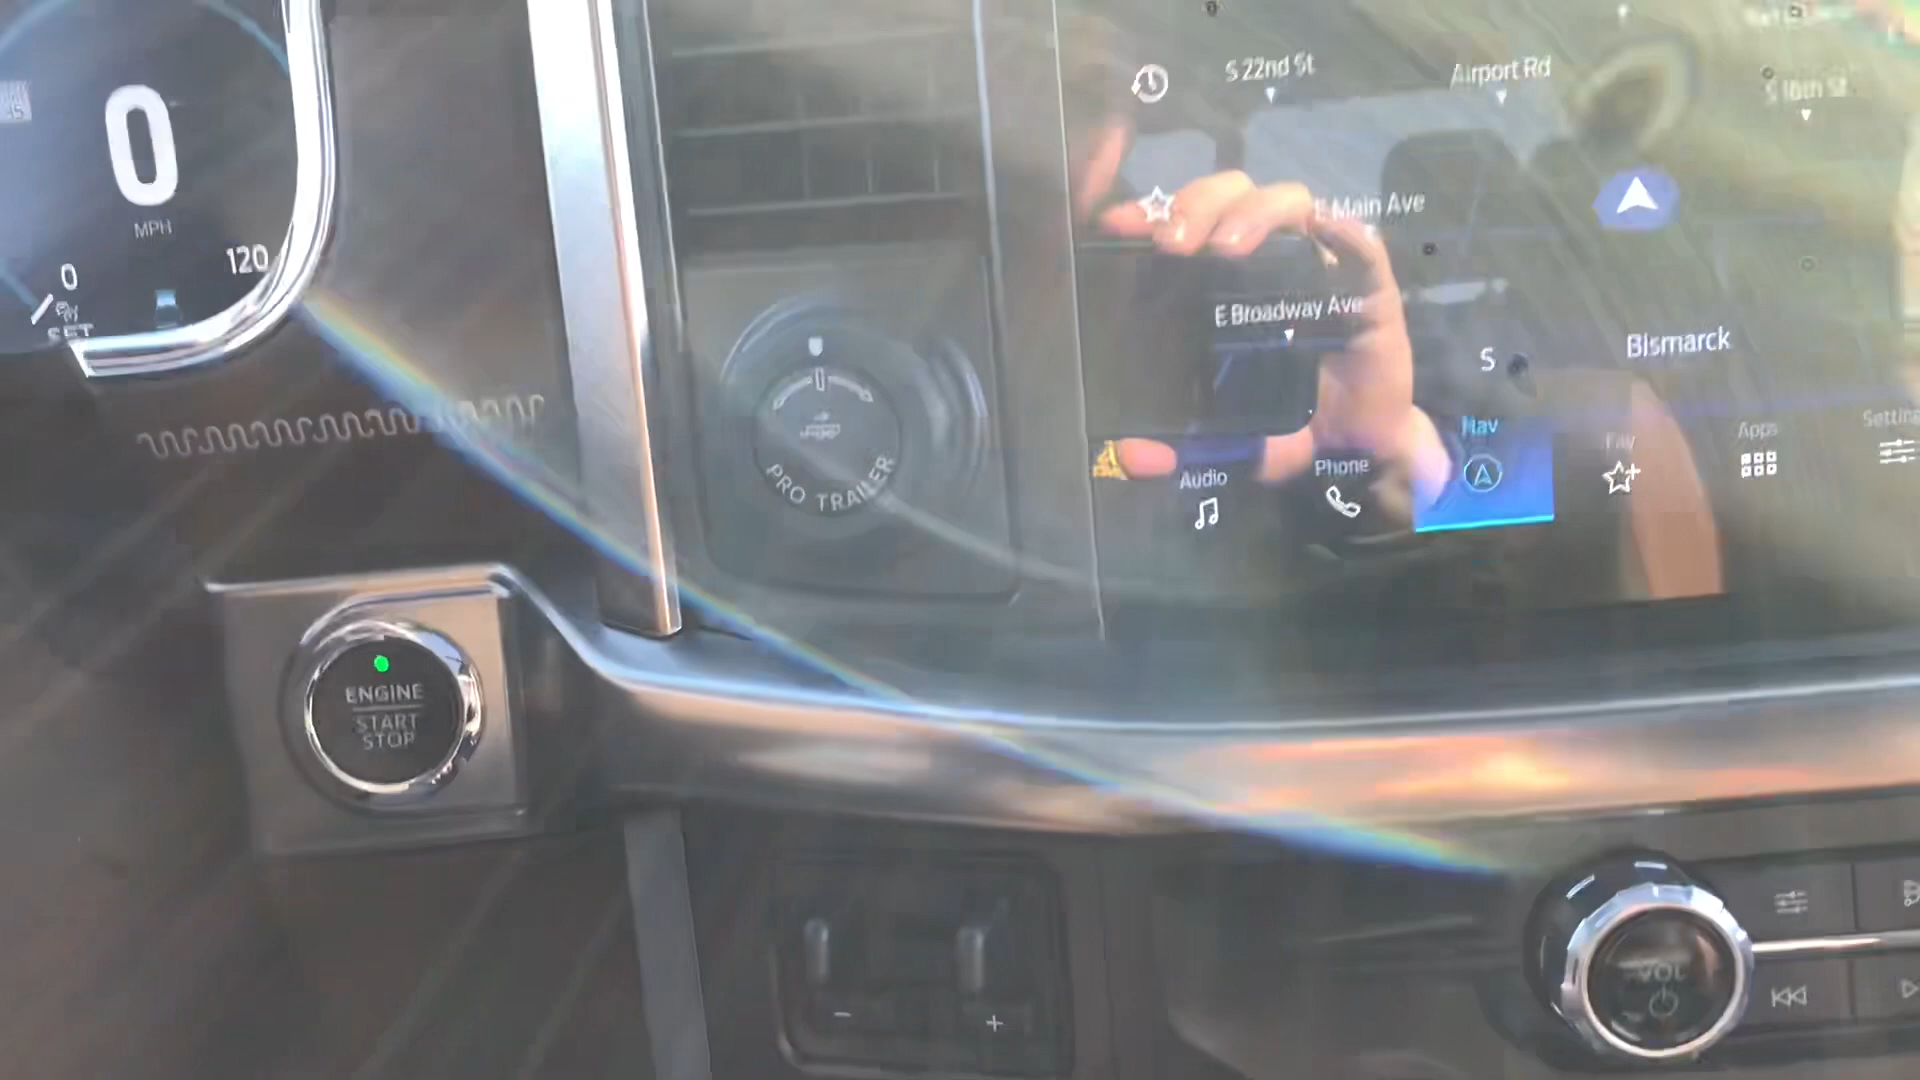 0
MPH
0
120
SET
S 22nd St
Airport Rd
S 16th St
E Main Ave
E Broadway Ave
S
Bismarck
Audio
Phone
Nav
Fav
Apps
Setting
PRO TRAILER
ENGINE
START
STOP
- +
VOL